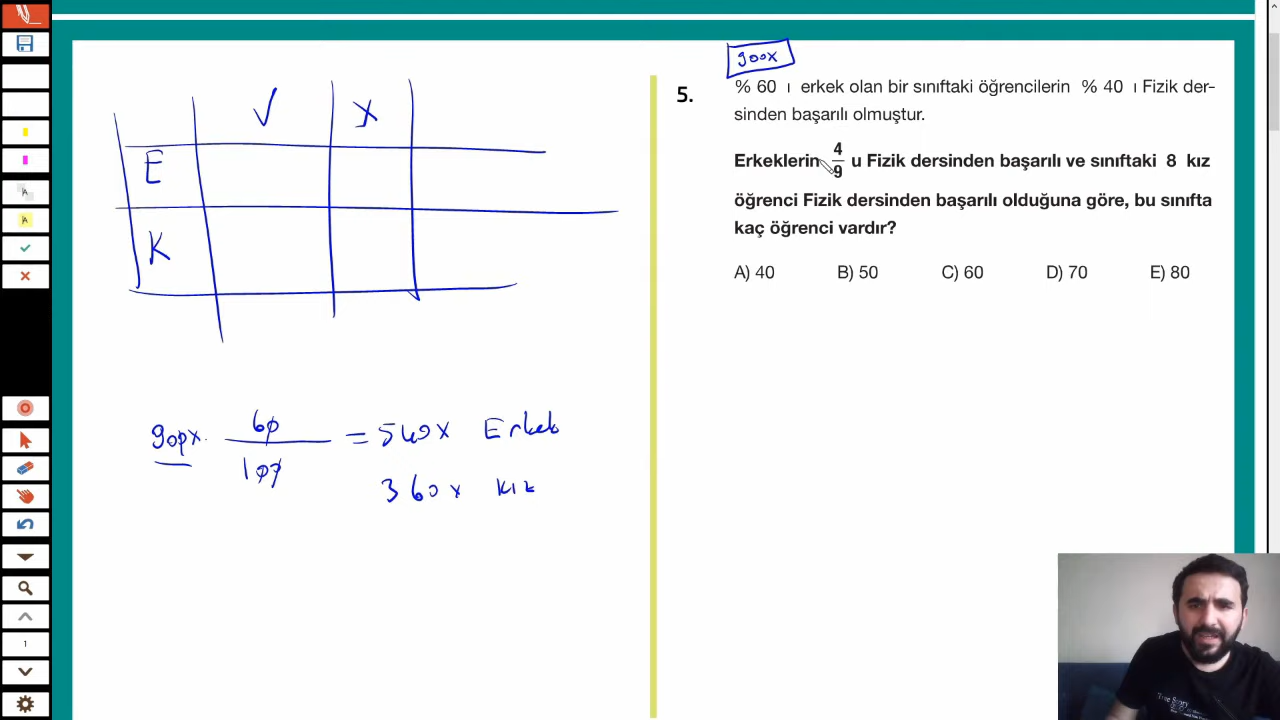 900x
5.
% 60 ı erkek olan bir sınıftaki öğrencilerin % 40 ı Fizik der-
sinden başarılı olmuştur.
Erkeklerin 4/9 u Fizik dersinden başarılı ve sınıftaki 8 kız
öğrenci Fizik dersinden başarılı olduğuna göre, bu sınıfta
kaç öğrenci vardır?
A) 40 B) 50 C) 60 D) 70 E) 80
√ X
E
K
900x. 60/100 = 540x Erkek
360x kız
1